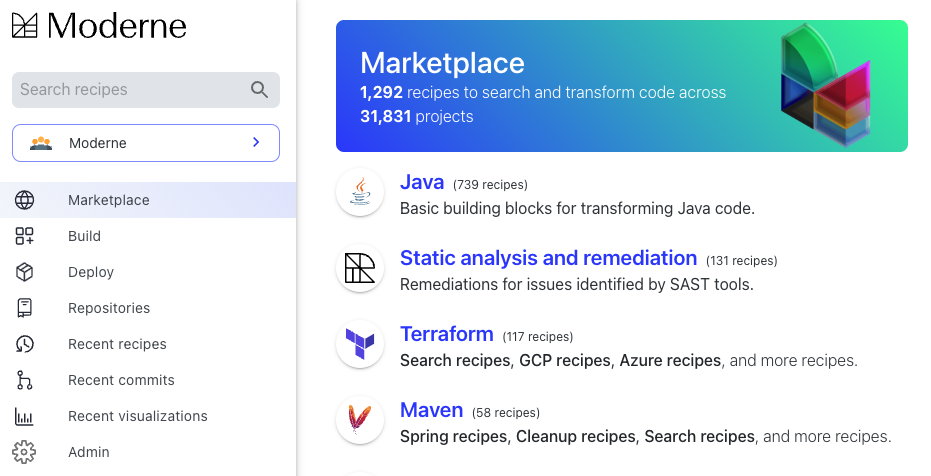 Moderne
Search recipes
Moderne
Marketplace
Build
Deploy
Repositories
Recent recipes
Recent commits
Recent visualizations
Admin
Marketplace
1,292 recipes to search and transform code across
31,831 projects
Java (739 recipes)
Basic building blocks for transforming Java code.
Static analysis and remediation (131 recipes)
Remediations for issues identified by SAST tools.
Terraform (117 recipes)
Search recipes, GCP recipes, Azure recipes, and more recipes.
Maven (58 recipes)
Spring recipes, Cleanup recipes, Search recipes, and more recipes.